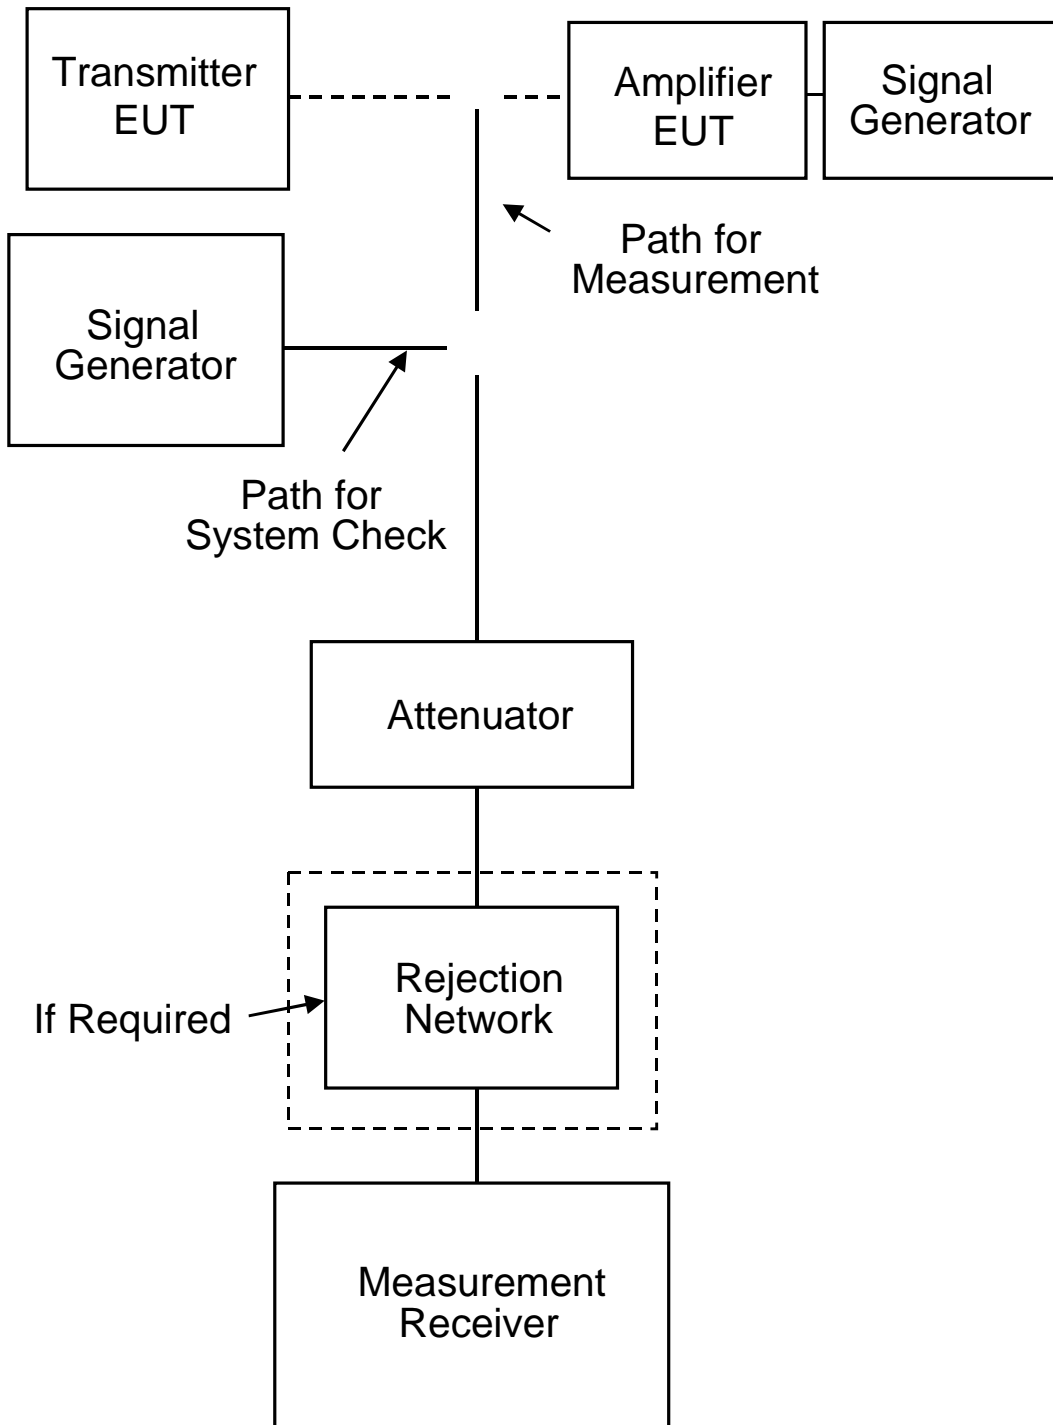 Transmitter
EUT
Amplifier
EUT
Signal
Generator
Path for
Measurement
Signal
Generator
Path for
System Check
Attenuator
Rejection
Network
If Required
Measurement
Receiver